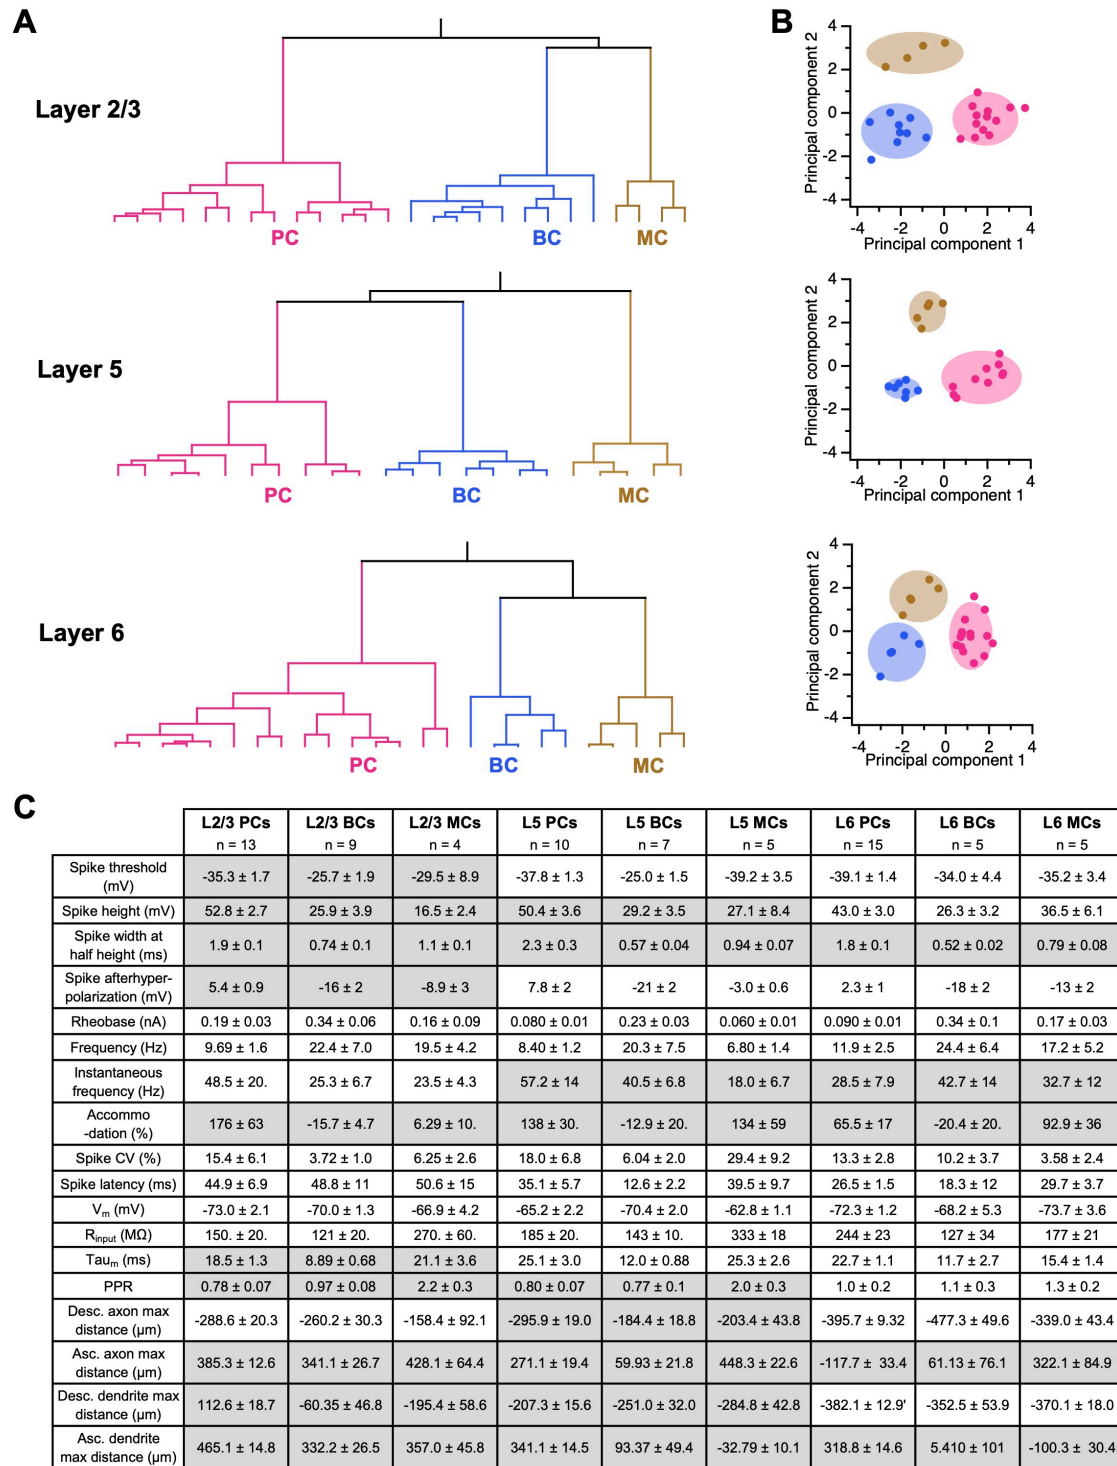 A
B
Layer 2/3
PC
BC
MC
Principal component 2
4
2
0
-2
-4
-4 -2 0 2 4
Principal component 1
Layer 5
PC
BC
MC
Principal component 2
4
2
0
-2
-4
-4 -2 0 2 4
Principal component 1
Layer 6
PC
BC
MC
Principal component 2
4
2
0
-2
-4
-4 -2 0 2 4
Principal component 1
C
L2/3 PCs L2/3 BCs L2/3 MCs L5 PCs L5 BCs L5 MCs L6 PCs L6 BCs L6 MCs
n = 13 n = 9 n = 4 n = 10 n = 7 n = 5 n = 15 n = 5 n = 5
Spike threshold
(mV)
-35.3 ± 1.7 -25.7 ± 1.9 -29.5 ± 8.9 -37.8 ± 1.3 -25.0 ± 1.5 -39.2 ± 3.5 -39.1 ± 1.4 -34.0 ± 4.4 -35.2 ± 3.4
Spike height (mV) 52.8 ± 2.7 25.9 ± 3.9 16.5 ± 2.4 50.4 ± 3.6 29.2 ± 3.5 27.1 ± 8.4 43.0 ± 3.0 26.3 ± 3.2 36.5 ± 6.1
Spike width at
half height (ms)
1.9 ± 0.1 0.74 ± 0.1 1.1 ± 0.1 2.3 ± 0.3 0.57 ± 0.04 0.94 ± 0.07 1.8 ± 0.1 0.52 ± 0.02 0.79 ± 0.08
Spike afterhyper-
polarization (mV)
5.4 ± 0.9 -16 ± 2 -8.9 ± 3 7.8 ± 2 -21 ± 2 -3.0 ± 0.6 2.3 ± 1 -18 ± 2 -13 ± 2
Rheobase (nA) 0.19 ± 0.03 0.34 ± 0.06 0.16 ± 0.09 0.080 ± 0.01 0.23 ± 0.03 0.060 ± 0.01 0.090 ± 0.01 0.34 ± 0.1 0.17 ± 0.03
Frequency (Hz) 9.69 ± 1.6 22.4 ± 7.0 19.5 ± 4.2 8.40 ± 1.2 20.3 ± 7.5 6.80 ± 1.4 11.9 ± 2.5 24.4 ± 6.4 17.2 ± 5.2
Instantaneous
frequency (Hz)
48.5 ± 20. 25.3 ± 6.7 23.5 ± 4.3 57.2 ± 14 40.5 ± 6.8 18.0 ± 6.7 28.5 ± 7.9 42.7 ± 14 32.7 ± 12
Accommo
-dation (%)
176 ± 63 -15.7 ± 4.7 6.29 ± 10. 138 ± 30. -12.9 ± 20. 134 ± 59 65.5 ± 17 -20.4 ± 20. 92.9 ± 36
Spike CV (%) 15.4 ± 6.1 3.72 ± 1.0 6.25 ± 2.6 18.0 ± 6.8 6.04 ± 2.0 29.4 ± 9.2 13.3 ± 2.8 10.2 ± 3.7 3.58 ± 2.4
Spike latency (ms) 44.9 ± 6.9 48.8 ± 11 50.6 ± 15 35.1 ± 5.7 12.6 ± 2.2 39.5 ± 9.7 26.5 ± 1.5 18.3 ± 12 29.7 ± 3.7
Vm (mV) -73.0 ± 2.1 -70.0 ± 1.3 -66.9 ± 4.2 -65.2 ± 2.2 -70.4 ± 2.0 -62.8 ± 1.1 -72.3 ± 1.2 -68.2 ± 5.3 -73.7 ± 3.6
Rinput (MΩ) 150. ± 20. 121 ± 20. 270. ± 60. 185 ± 20. 143 ± 10. 333 ± 18 244 ± 23 127 ± 34 177 ± 21
Taum (ms) 18.5 ± 1.3 8.89 ± 0.68 21.1 ± 3.6 25.1 ± 3.0 12.0 ± 0.88 25.3 ± 2.6 22.7 ± 1.1 11.7 ± 2.7 15.4 ± 1.4
PPR 0.78 ± 0.07 0.97 ± 0.08 2.2 ± 0.3 0.80 ± 0.07 0.77 ± 0.1 2.0 ± 0.3 1.0 ± 0.2 1.1 ± 0.3 1.3 ± 0.2
Desc. axon max
distance (µm)
-288.6 ± 20.3 -260.2 ± 30.3 -158.4 ± 92.1 -295.9 ± 19.0 -184.4 ± 18.8 -203.4 ± 43.8 -395.7 ± 9.32 -477.3 ± 49.6 -339.0 ± 43.4
Asc. axon max
distance (µm)
385.3 ± 12.6 341.1 ± 26.7 428.1 ± 64.4 271.1 ± 19.4 59.93 ± 21.8 448.3 ± 22.6 -117.7 ± 33.4 61.13 ± 76.1 322.1 ± 84.9
Desc. dendrite max
distance (µm)
112.6 ± 18.7 -60.35 ± 46.8 -195.4 ± 58.6 -207.3 ± 15.6 -251.0 ± 32.0 -284.8 ± 42.8 -382.1 ± 12.9' -352.5 ± 53.9 -370.1 ± 18.0
Asc. dendrite
max distance (µm)
465.1 ± 14.8 332.2 ± 26.5 357.0 ± 45.8 341.1 ± 14.5 93.37 ± 49.4 -32.79 ± 10.1 318.8 ± 14.6 5.410 ± 101 -100.3 ± 30.4